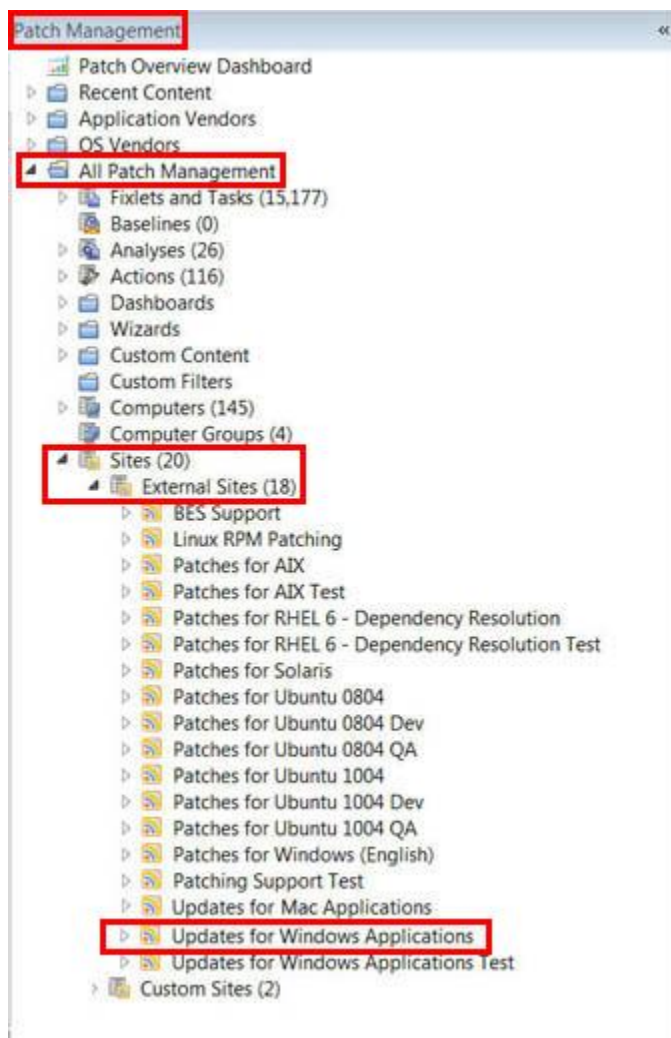 Patch Management «
Patch Overview Dashboard
Recent Content
Application Vendors
OS Vendors
All Patch Management
Fixlets and Tasks (15,177)
Baselines (0)
Analyses (26)
Actions (116)
Dashboards
Wizards
Custom Content
Custom Filters
Computers (145)
Computer Groups (4)
Sites (20)
External Sites (18)
BES Support
Linux RPM Patching
Patches for AIX
Patches for AIX Test
Patches for RHEL 6 - Dependency Resolution
Patches for RHEL 6 - Dependency Resolution Test
Patches for Solaris
Patches for Ubuntu 0804
Patches for Ubuntu 0804 Dev
Patches for Ubuntu 0804 QA
Patches for Ubuntu 1004
Patches for Ubuntu 1004 Dev
Patches for Ubuntu 1004 QA
Patches for Windows (English)
Patching Support Test
Updates for Mac Applications
Updates for Windows Applications
Updates for Windows Applications Test
Custom Sites (2)